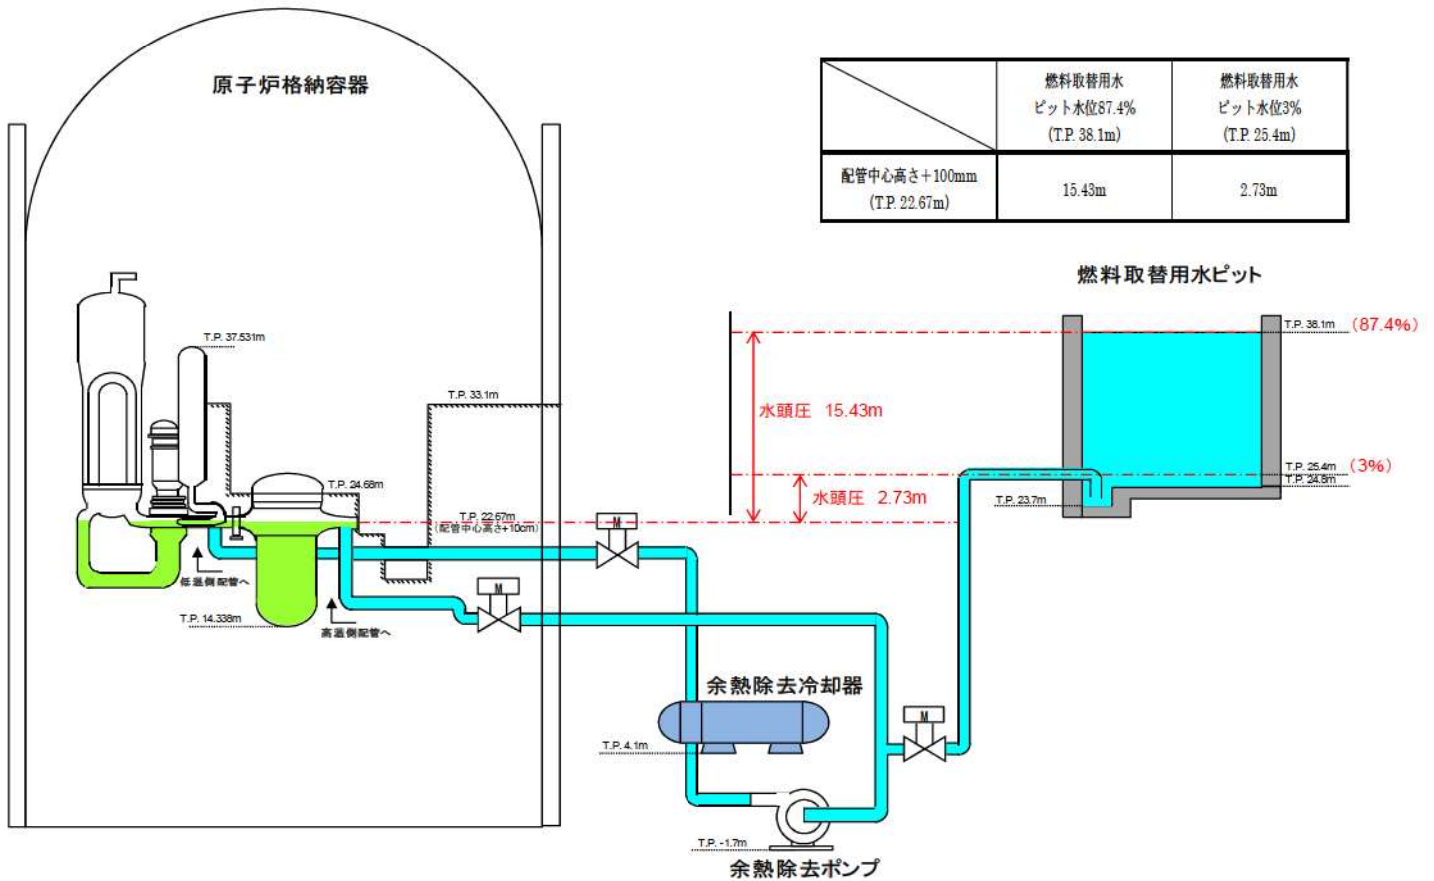 原子炉格納容器
燃料取替用水
ピット水位87.4%
(T.P. 38.1m)
燃料取替用水
ピット水位3%
(T.P. 25.4m)
配管中心高さ+100mm
(T.P. 22.67m)
15.43m
2.73m
燃料取替用水ピット
T.P. 38.1m
(87.4%)
T.P. 37.531m
T.P. 33.1m
水頭圧 15.43m
T.P. 25.4m
(3%)
T.P. 24.8m
T.P. 24.68m
水頭圧 2.73m
T.P. 23.7m
T.P. 22.67m
(配管中心高さ+10cm)
M
低温側配管へ
M
T.P. 14.338m
高温側配管へ
余熱除去冷却器
M
T.P. 4.1m
T.P. -1.7m
余熱除去ポンプ